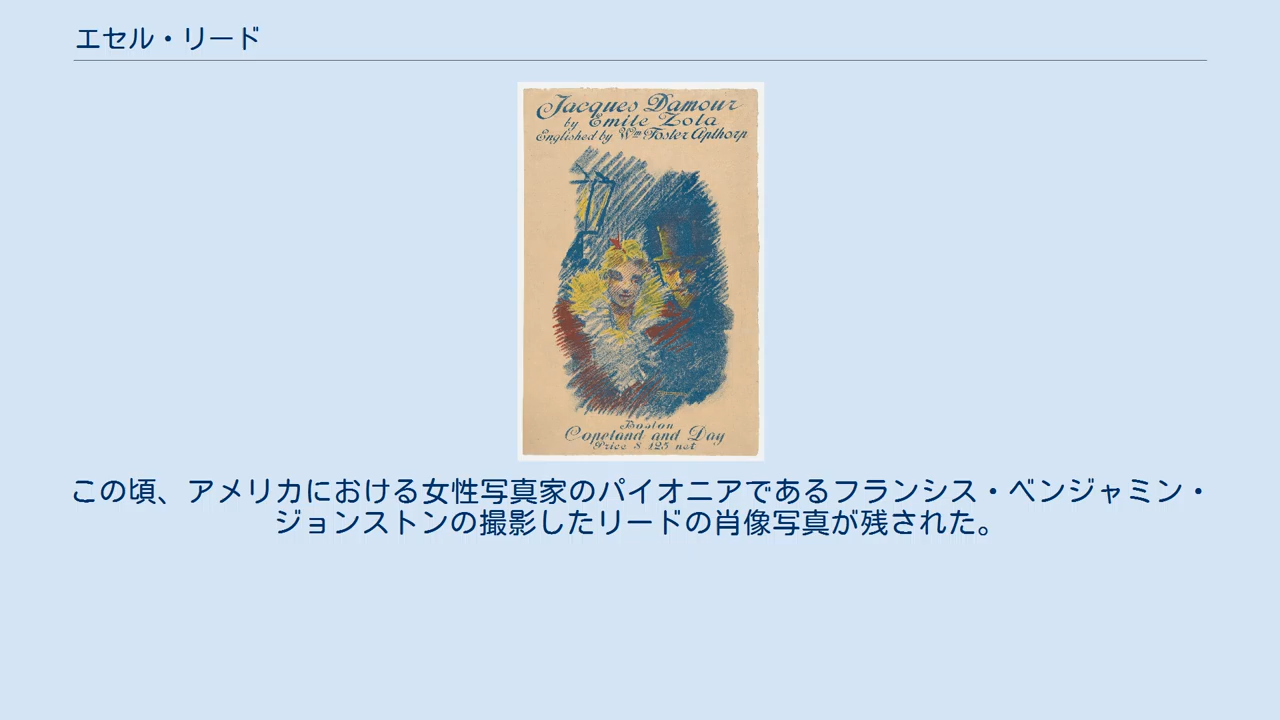 エセル・リード
Jacques Damour
by Emile Zola
Englished by Wm Foster Apthorp
Boston
Copeland and Day
Price $ 1.25 net
この頃、アメリカにおける女性写真家のパイオニアであるフランシス・ベンジャミン・
ジョンストンの撮影したリードの肖像写真が残された。